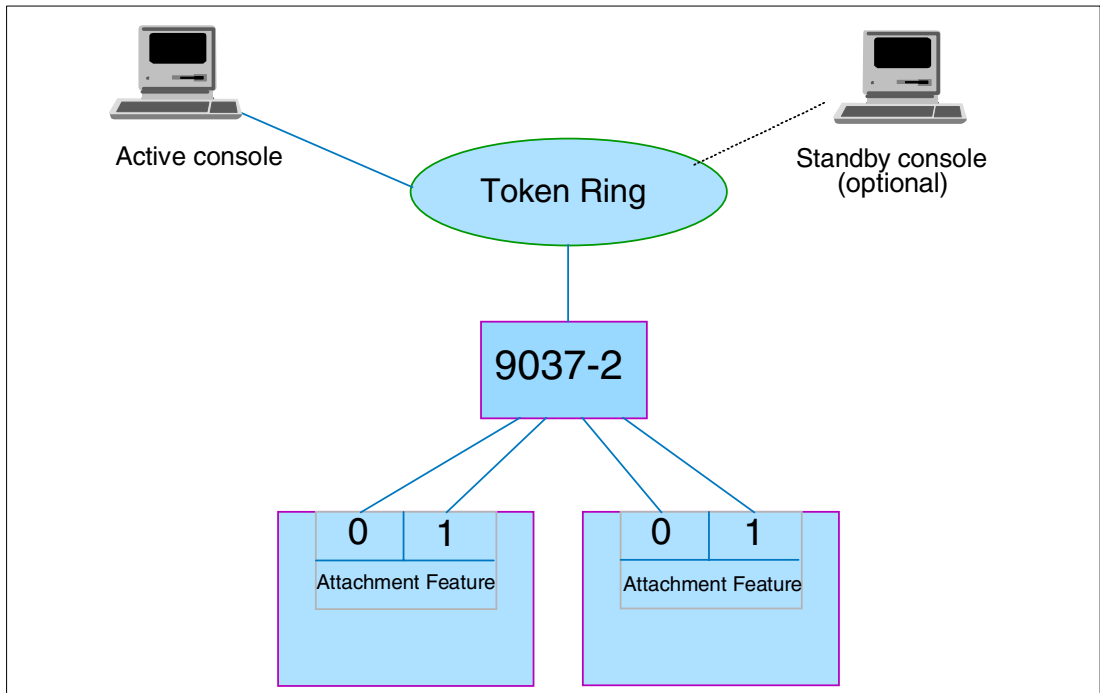 Active console
Standby console
(optional)
Token Ring
9037-2
0 1
Attachment Feature
0 1
Attachment Feature